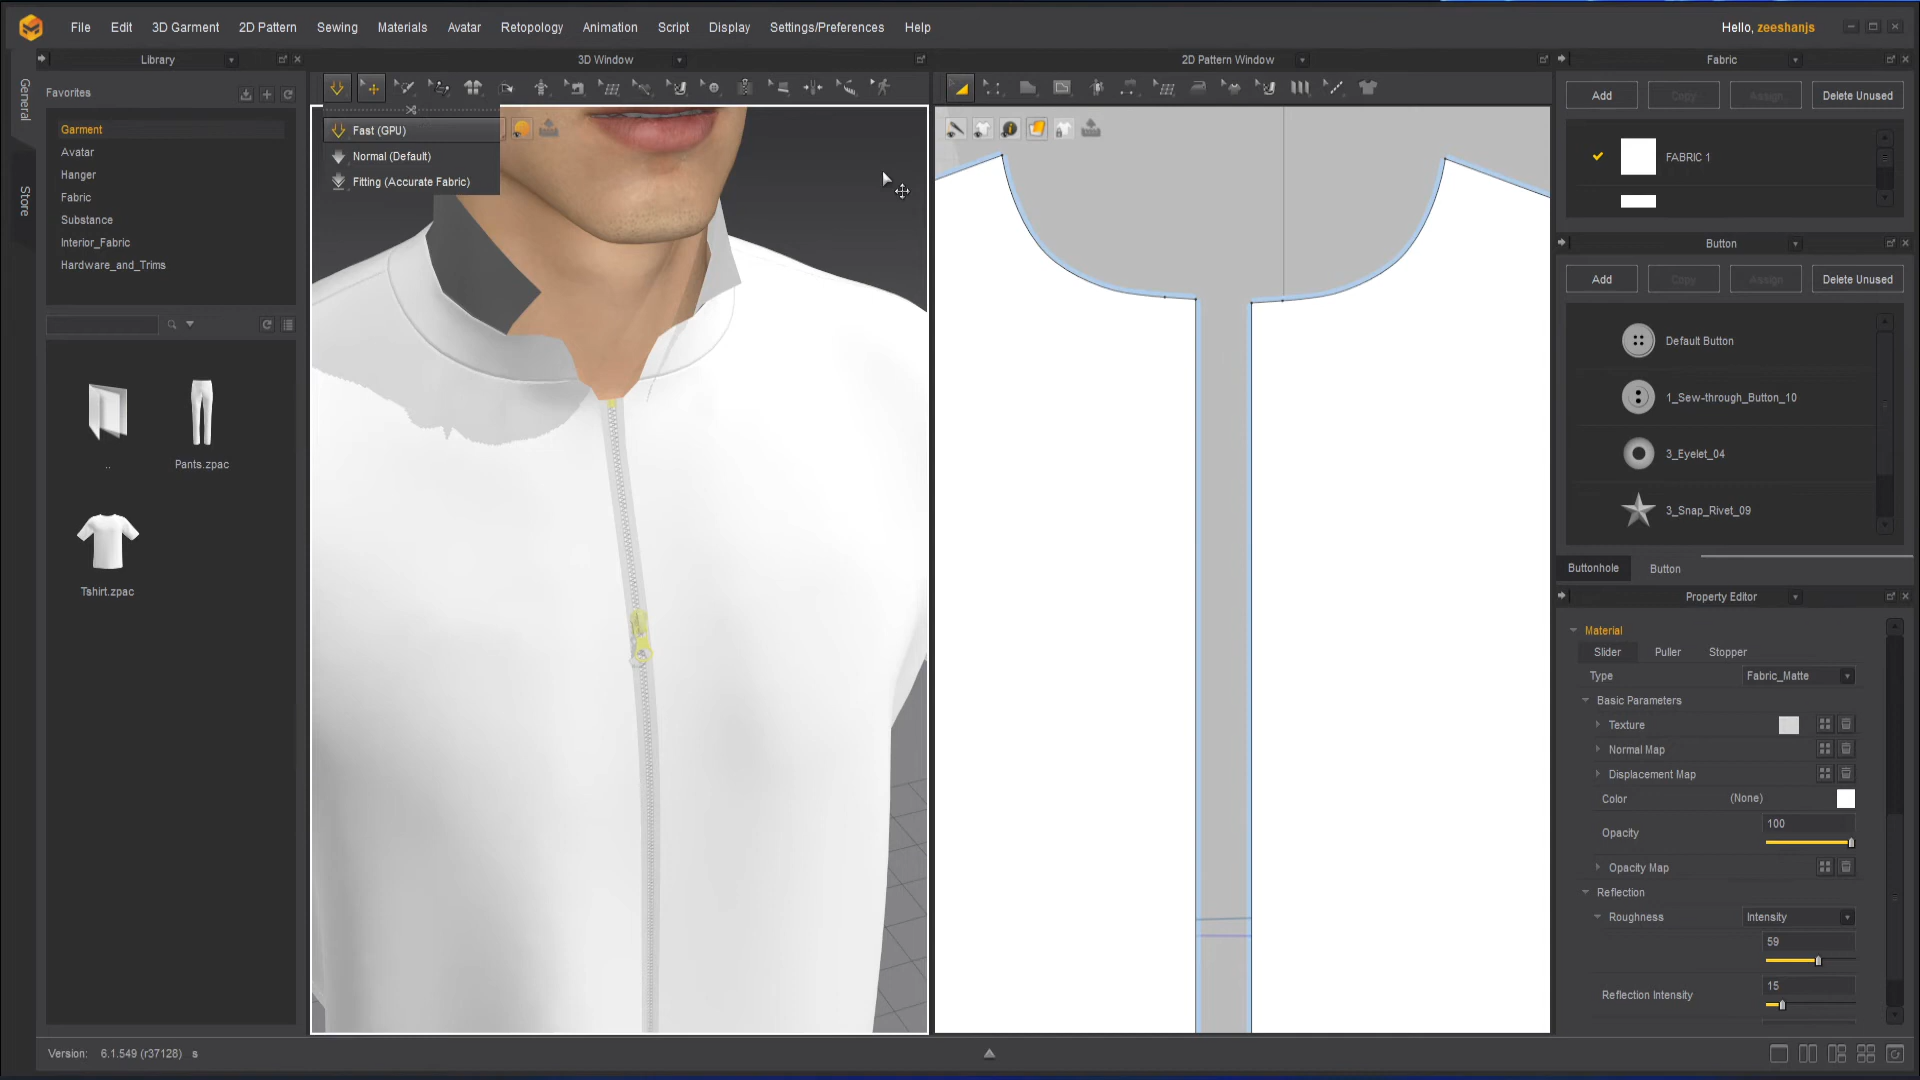 File Edit 3D Garment 2D Pattern Sewing Materials Avatar Retopology Animation Script Display Settings/Preferences Help
Hello, zeeshanjs
Library
3D Window
2D Pattern Window
Fabric
General
Store
Favorites
Garment
Avatar
Hanger
Fabric
Substance
Interior_Fabric
Hardware_and_Trims
..
Pants.zpac
Tshirt.zpac
Fast (GPU)
Normal (Default)
Fitting (Accurate Fabric)
Add Copy Assign Delete Unused
FABRIC 1
Button
Add Copy Assign Delete Unused
Default Button
1_Sew-through_Button_10
3_Eyelet_04
3_Snap_Rivet_09
Buttonhole Button
Property Editor
Material
Slider Puller Stopper
Type Fabric_Matte
Basic Parameters
Texture
Normal Map
Displacement Map
Color (None)
Opacity 100
Opacity Map
Reflection
Roughness Intensity
59
Reflection Intensity 15
Version: 6.1.549 (r37128) s